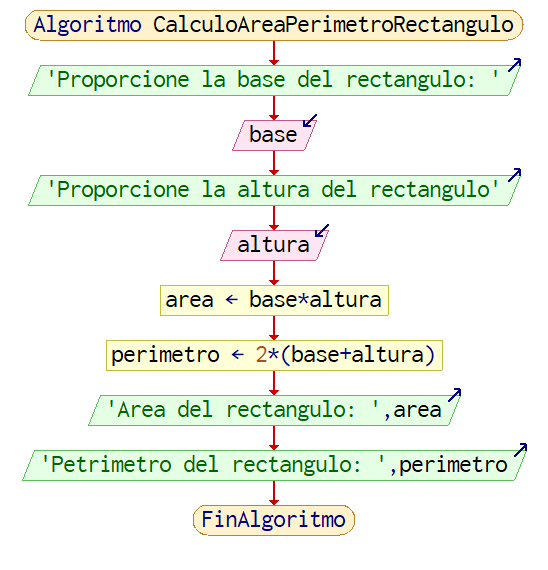 Algoritmo CalculoAreaPerimetroRectangulo
'Proporcione la base del rectangulo: '
base
'Proporcione la altura del rectangulo'
altura
area ← base*altura
perimetro ← 2*(base+altura)
'Area del rectangulo: ',area
'Petrimetro del rectangulo: ',perimetro
FinAlgoritmo